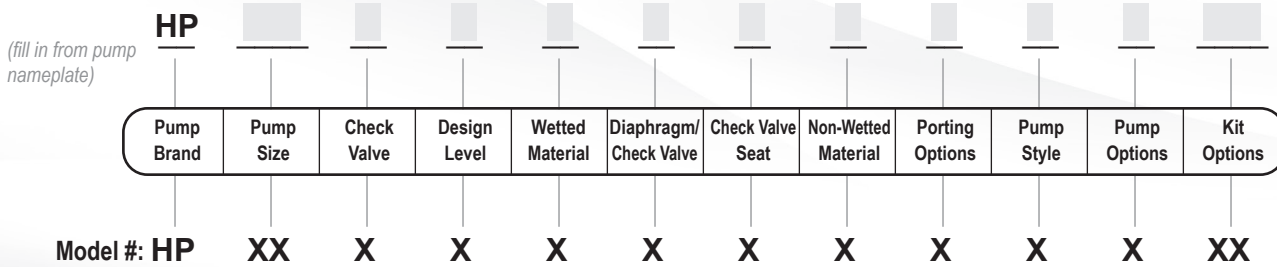 HP
(fill in from pump
nameplate)
Pump Brand
Pump Size
Check Valve
Design Level
Wetted Material
Diaphragm/ Check Valve
Check Valve Seat
Non-Wetted Material
Porting Options
Pump Style
Pump Options
Kit Options
Model #: HP XX X X X X X X X X X XX